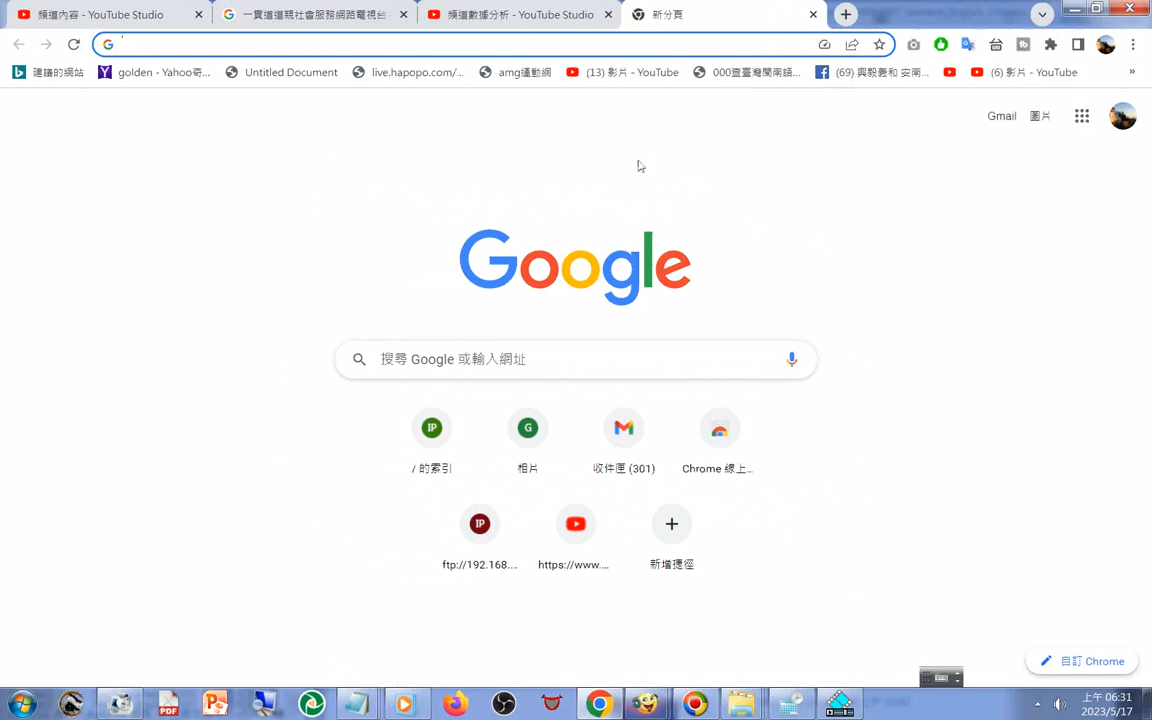 頻道內容 - YouTube Studio
一貫道道親社會服務網路電視台
頻道數據分析 - YouTube Studio
新分頁
建議的網站
golden - Yahoo奇...
Untitled Document
live.hapopo.com/...
amg運動網
(13) 影片 - YouTube
000查臺灣閩南語...
(69) 興毅義和 安南...
(6) 影片 - YouTube
»
Gmail 圖片
Google
搜尋 Google 或輸入網址
IP
G
/ 的索引
相片
收件匣 (301)
Chrome 線上...
IP
ftp://192.168....
https://www....
新增捷徑
自訂 Chrome
PDF
上午 06:31
2023/5/17